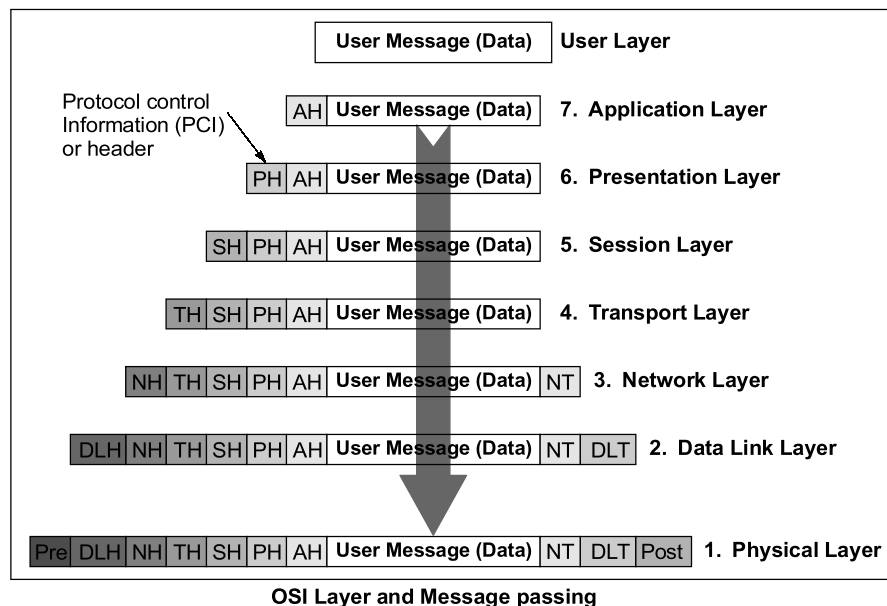 User Message (Data) User Layer
Protocol control
Information (PCI)
or header
AH User Message (Data) 7. Application Layer
PH AH User Message (Data) 6. Presentation Layer
SH PH AH User Message (Data) 5. Session Layer
TH SH PH AH User Message (Data) 4. Transport Layer
NH TH SH PH AH User Message (Data) NT 3. Network Layer
DLH NH TH SH PH AH User Message (Data) NT DLT 2. Data Link Layer
Pre DLH NH TH SH PH AH User Message (Data) NT DLT Post 1. Physical Layer
OSI Layer and Message passing